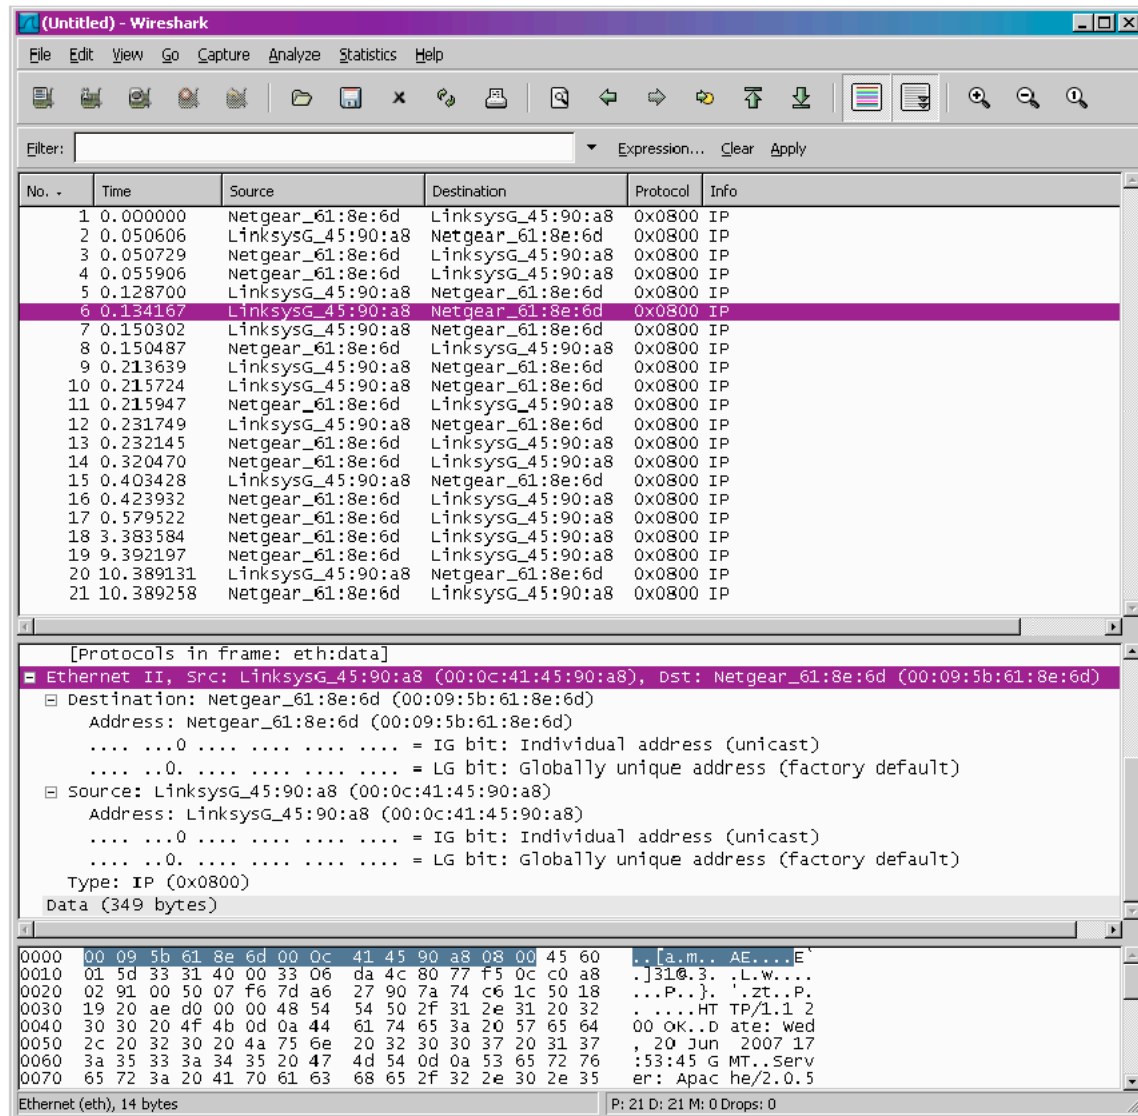 (Untitled) - Wireshark
File Edit View Go Capture Analyze Statistics Help
Filter: Expression... Clear Apply
No. Time Source Destination Protocol Info
1 0.000000 Netgear_61:8e:6d LinksysG_45:90:a8 0x0800 IP
2 0.050606 LinksysG_45:90:a8 Netgear_61:8e:6d 0x0800 IP
3 0.050729 Netgear_61:8e:6d LinksysG_45:90:a8 0x0800 IP
4 0.055906 Netgear_61:8e:6d LinksysG_45:90:a8 0x0800 IP
5 0.128700 LinksysG_45:90:a8 Netgear_61:8e:6d 0x0800 IP
6 0.134167 LinksysG_45:90:a8 Netgear_61:8e:6d 0x0800 IP
7 0.150302 LinksysG_45:90:a8 Netgear_61:8e:6d 0x0800 IP
8 0.150487 Netgear_61:8e:6d LinksysG_45:90:a8 0x0800 IP
9 0.213639 LinksysG_45:90:a8 Netgear_61:8e:6d 0x0800 IP
10 0.215724 LinksysG_45:90:a8 Netgear_61:8e:6d 0x0800 IP
11 0.215947 Netgear_61:8e:6d LinksysG_45:90:a8 0x0800 IP
12 0.231749 LinksysG_45:90:a8 Netgear_61:8e:6d 0x0800 IP
13 0.232145 Netgear_61:8e:6d LinksysG_45:90:a8 0x0800 IP
14 0.320470 Netgear_61:8e:6d LinksysG_45:90:a8 0x0800 IP
15 0.403428 LinksysG_45:90:a8 Netgear_61:8e:6d 0x0800 IP
16 0.423932 Netgear_61:8e:6d LinksysG_45:90:a8 0x0800 IP
17 0.579522 Netgear_61:8e:6d LinksysG_45:90:a8 0x0800 IP
18 3.383584 Netgear_61:8e:6d LinksysG_45:90:a8 0x0800 IP
19 9.392197 Netgear_61:8e:6d LinksysG_45:90:a8 0x0800 IP
20 10.389131 LinksysG_45:90:a8 Netgear_61:8e:6d 0x0800 IP
21 10.389258 Netgear_61:8e:6d LinksysG_45:90:a8 0x0800 IP
[Protocols in frame: eth:data]
Ethernet II, Src: LinksysG_45:90:a8 (00:0c:41:45:90:a8), Dst: Netgear_61:8e:6d (00:09:5b:61:8e:6d)
Destination: Netgear_61:8e:6d (00:09:5b:61:8e:6d)
Address: Netgear_61:8e:6d (00:09:5b:61:8e:6d)
.... ...0 .... .... .... .... = IG bit: Individual address (unicast)
.... ..0. .... .... .... .... = LG bit: Globally unique address (factory default)
Source: LinksysG_45:90:a8 (00:0c:41:45:90:a8)
Address: LinksysG_45:90:a8 (00:0c:41:45:90:a8)
.... ...0 .... .... .... .... = IG bit: Individual address (unicast)
.... ..0. .... .... .... .... = LG bit: Globally unique address (factory default)
Type: IP (0x0800)
Data (349 bytes)
0000 00 09 5b 61 8e 6d 00 0c 41 45 90 a8 08 00 45 60 ..[a.m.. AE....E`
0010 01 5d 33 31 40 00 33 06 da 4c 80 77 f5 0c c0 a8 .]31@.3. .L.w....
0020 02 91 00 50 07 f6 7d a6 27 90 7a 74 c6 1c 50 18 ...P..}. '.zt..P.
0030 19 20 ae d0 00 00 48 54 54 50 2f 31 2e 31 20 32 . ....HT TP/1.1 2
0040 30 30 20 4f 4b 0d 0a 44 61 74 65 3a 20 57 65 64 00 OK..D ate: Wed
0050 2c 20 32 30 20 4a 75 6e 20 32 30 30 37 20 31 37 , 20 Jun 2007 17
0060 3a 35 33 3a 34 35 20 47 4d 54 0d 0a 53 65 72 76 :53:45 G MT..Serv
0070 65 72 3a 20 41 70 61 63 68 65 2f 32 2e 30 2e 35 er: Apac he/2.0.5
Ethernet (eth), 14 bytes P: 21 D: 21 M: 0 Drops: 0